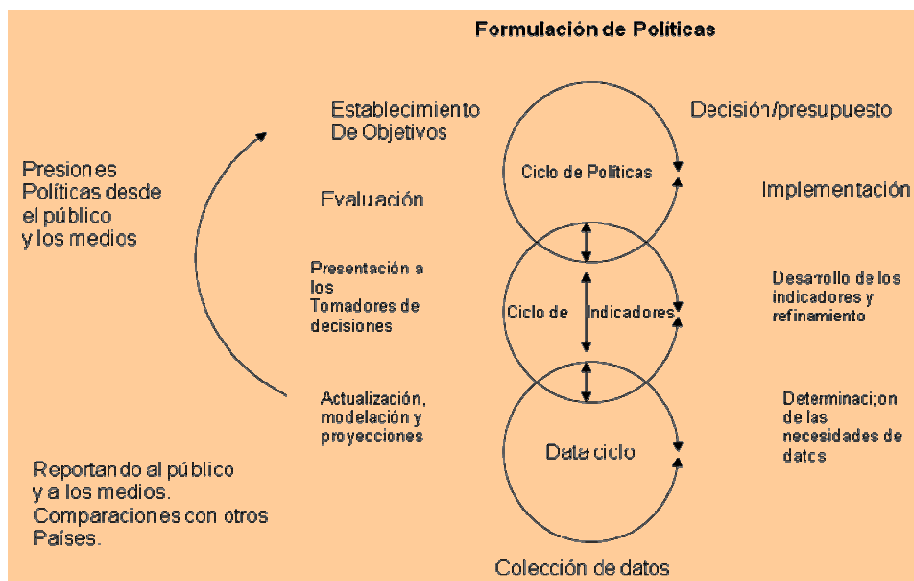 Formulación de Políticas
Establecimiento
De Objetivos
Decisión/presupuesto
Presiones
Políticas desde
el público
y los medios
Ciclo de Políticas
Evaluación
Implementación
Presentación a
los
Tomadores de
decisiones
Ciclo de Indicadores
Desarrollo de los
indicadores y
refinamiento
Actualización,
modelación y
proyecciones
Determinaci;on
de las
necesidades de
datos
Data ciclo
Reportando al público
y a los medios.
Comparaciones con otros
Países.
Colección de datos